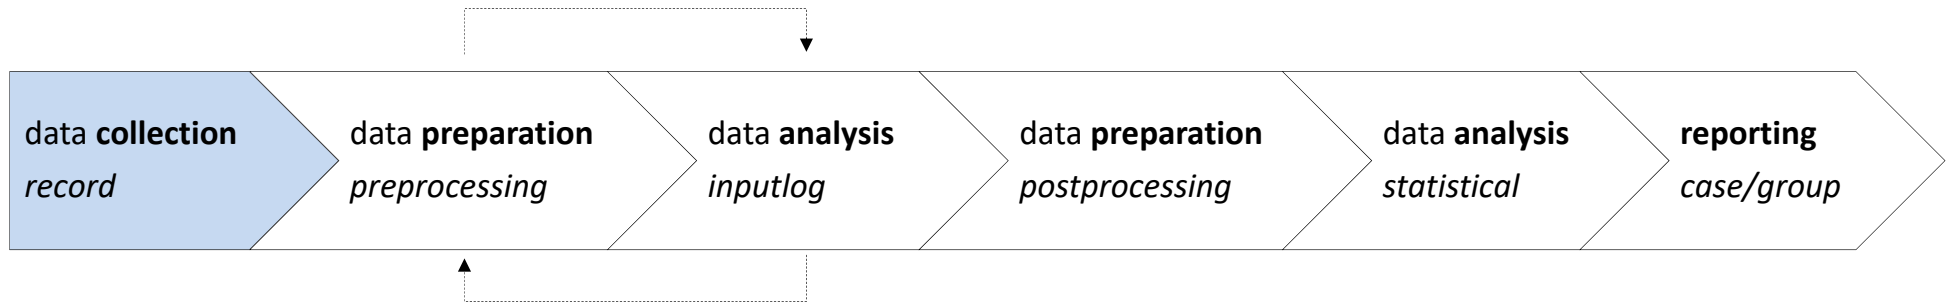 data collection
record
data preparation
preprocessing
data analysis
inputlog
data preparation
postprocessing
data analysis
statistical
reporting
case/group